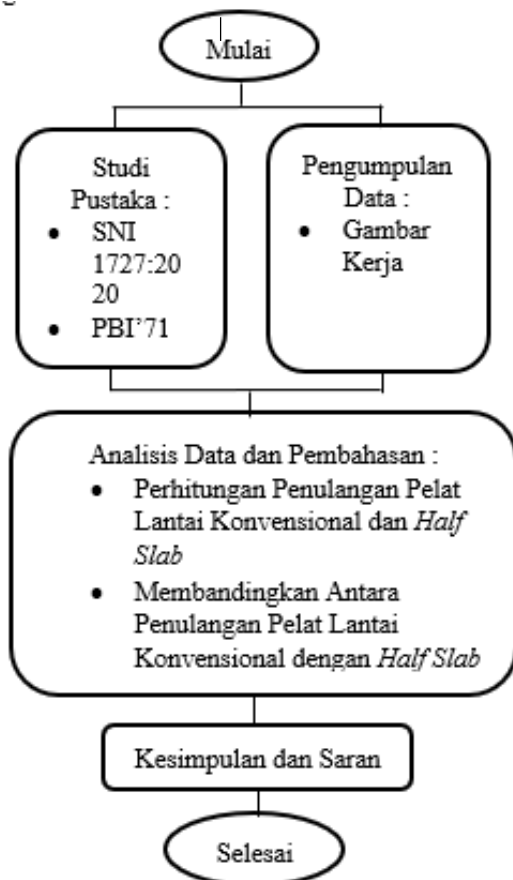 Mulai
Studi
Pustaka :
• SNI
1727:20
20
• PBI’71
Pengumpulan
Data :
• Gambar
Kerja
Analisis Data dan Pembahasan :
• Perhitungan Penulangan Pelat
Lantai Konvensional dan Half
Slab
• Membandingkan Antara
Penulangan Pelat Lantai
Konvensional dengan Half Slab
Kesimpulan dan Saran
Selesai